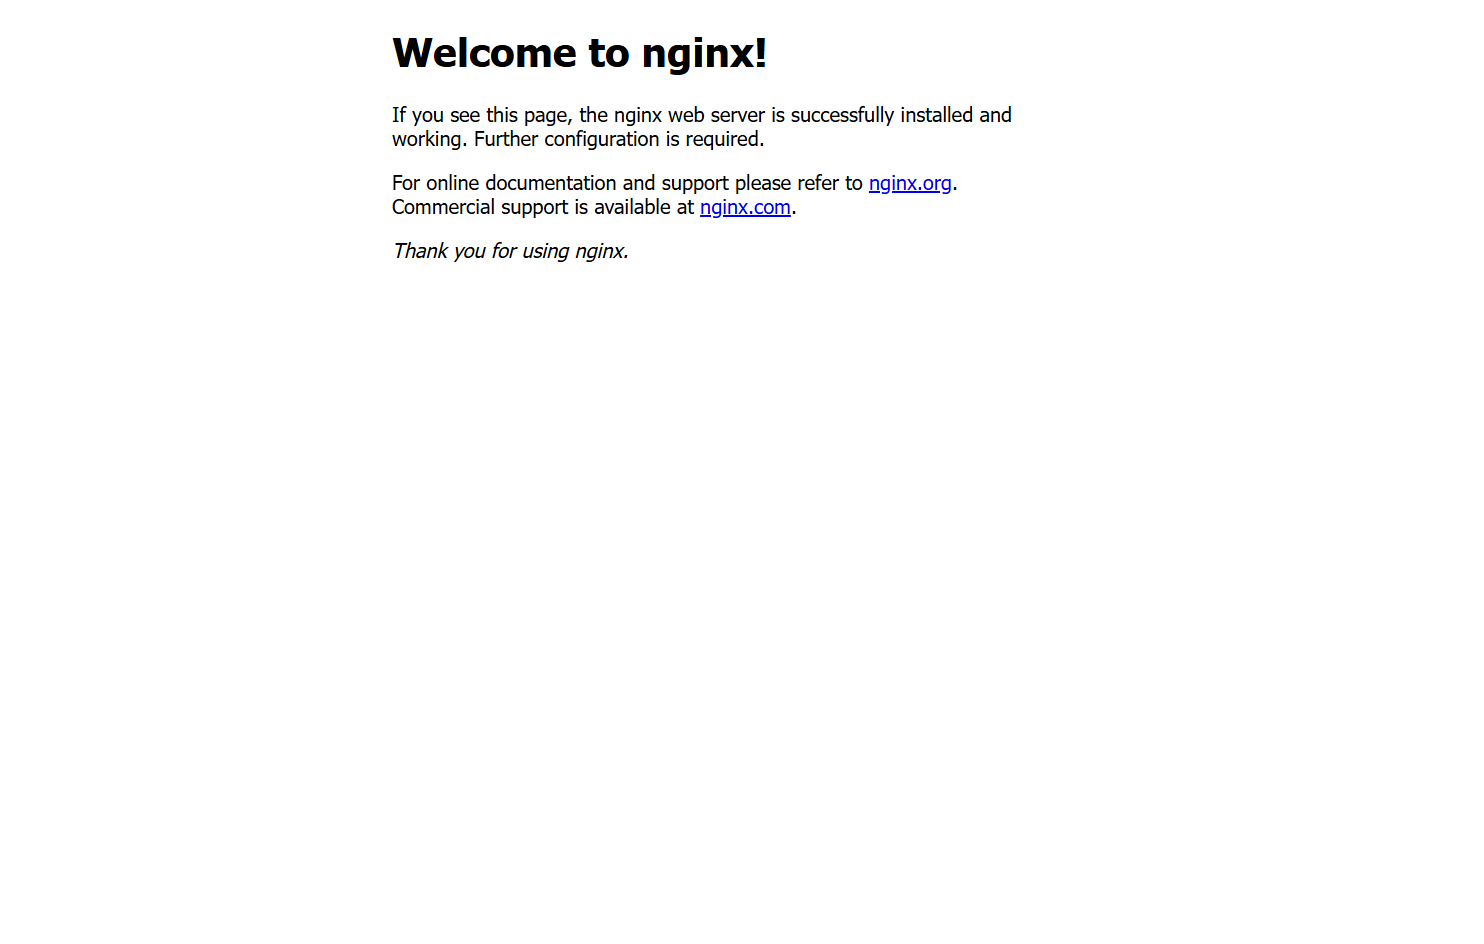 Welcome to nginx!
If you see this page, the nginx web server is successfully installed and
working. Further configuration is required.
For online documentation and support please refer to nginx.org.
Commercial support is available at nginx.com.
Thank you for using nginx.